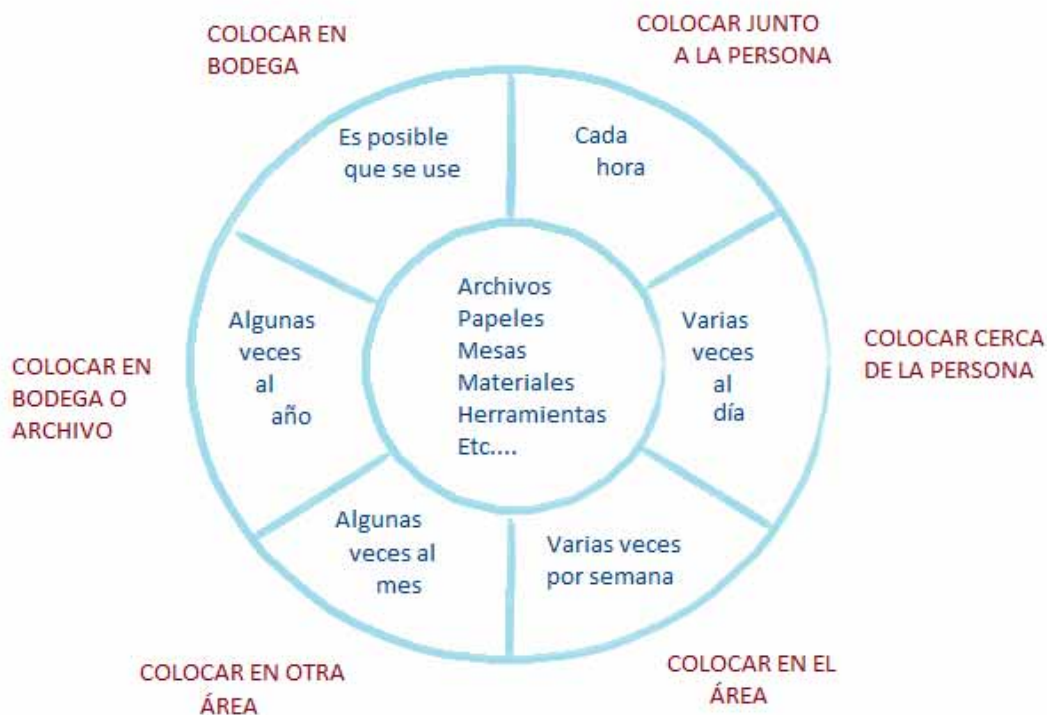 COLOCAR EN
BODEGA
COLOCAR JUNTO
A LA PERSONA
Es posible
que se use
Cada
hora
Archivos
Papeles
Mesas
Materiales
Herramientas
Etc....
Algunas
veces
al
año
Varias
veces
al
día
COLOCAR EN
BODEGA O
ARCHIVO
COLOCAR CERCA
DE LA PERSONA
Algunas
veces al
mes
Varias veces
por semana
COLOCAR EN OTRA
ÁREA
COLOCAR EN EL
ÁREA